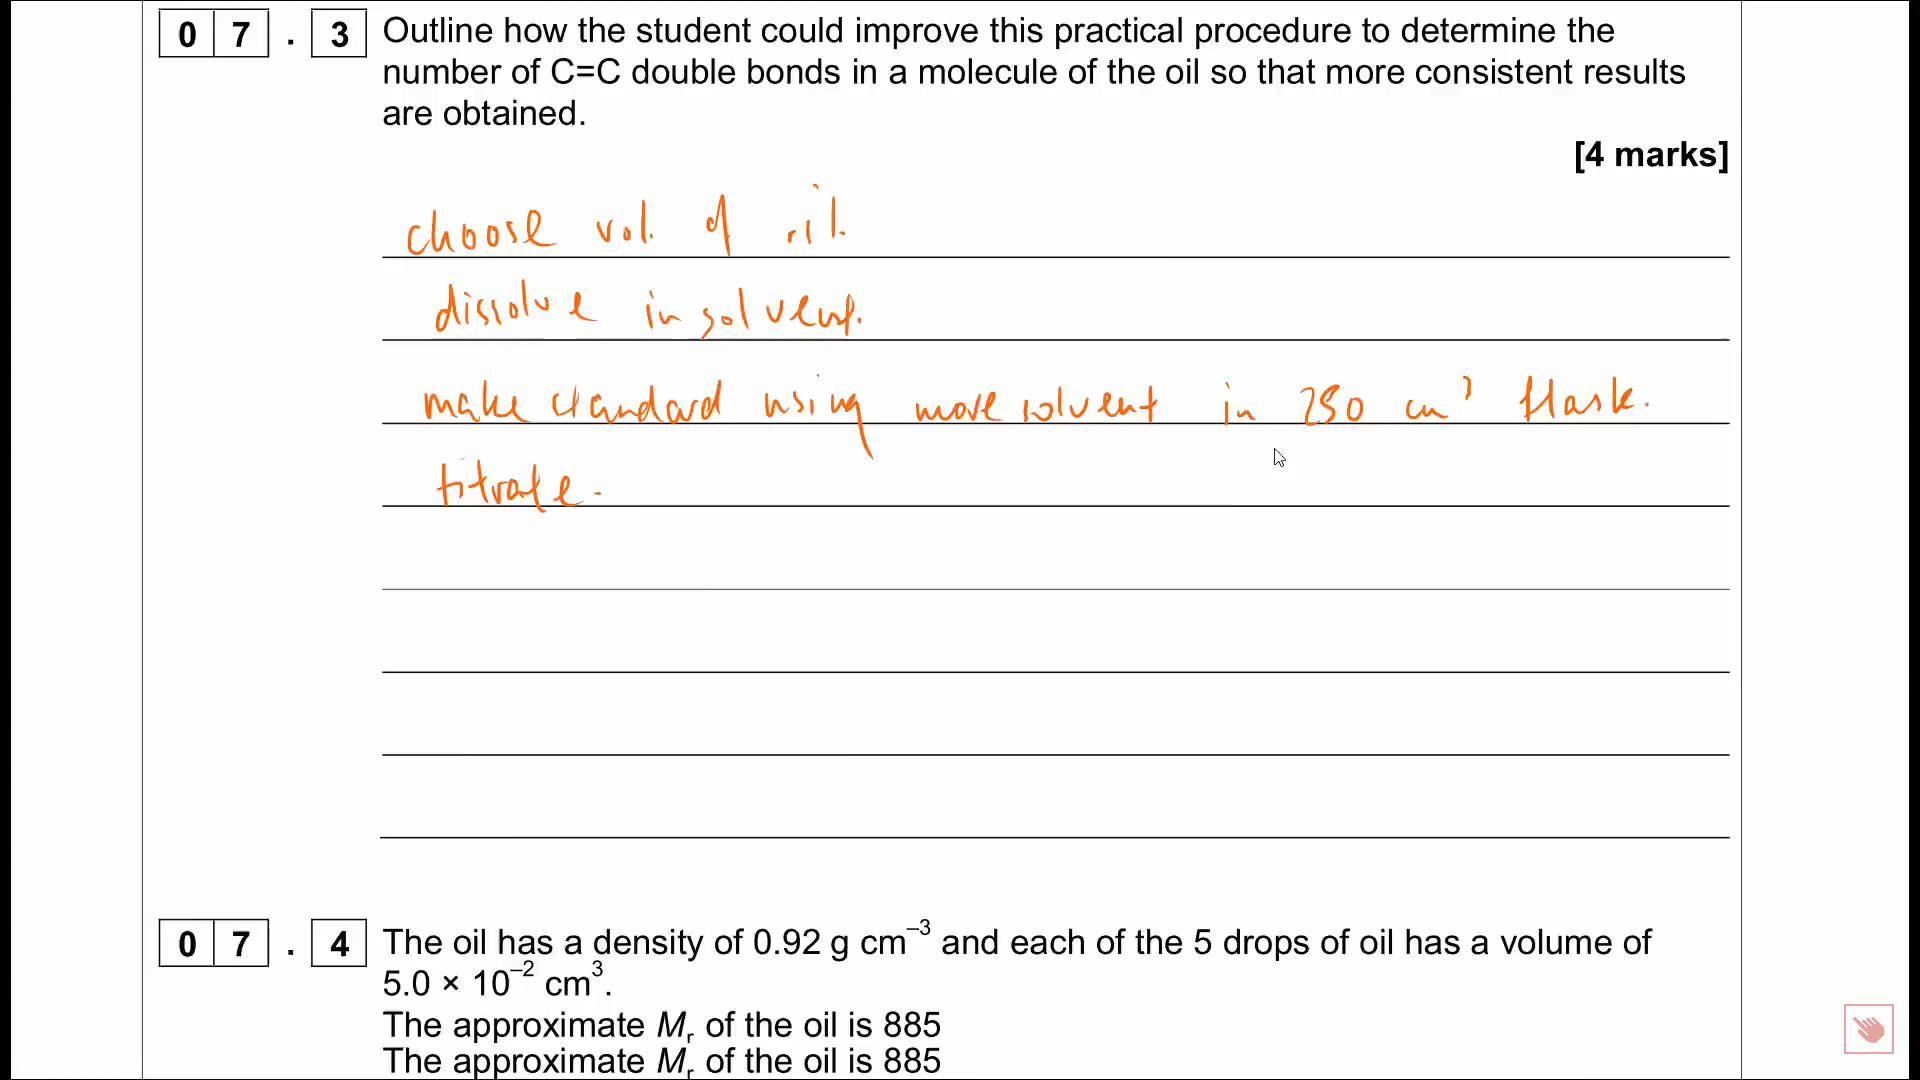 07.3 Outline how the student could improve this practical procedure to determine the
number of C=C double bonds in a molecule of the oil so that more consistent results
are obtained.
[4 marks]
choose vol. of oil.
dissolve in solvent.
make standard using more solvent in 250 cm³ flask.
titrate.
07.4 The oil has a density of 0.92 g cm⁻³ and each of the 5 drops of oil has a volume of
5.0 × 10⁻² cm³.
The approximate Mᵣ of the oil is 885
The approximate Mᵣ of the oil is 885